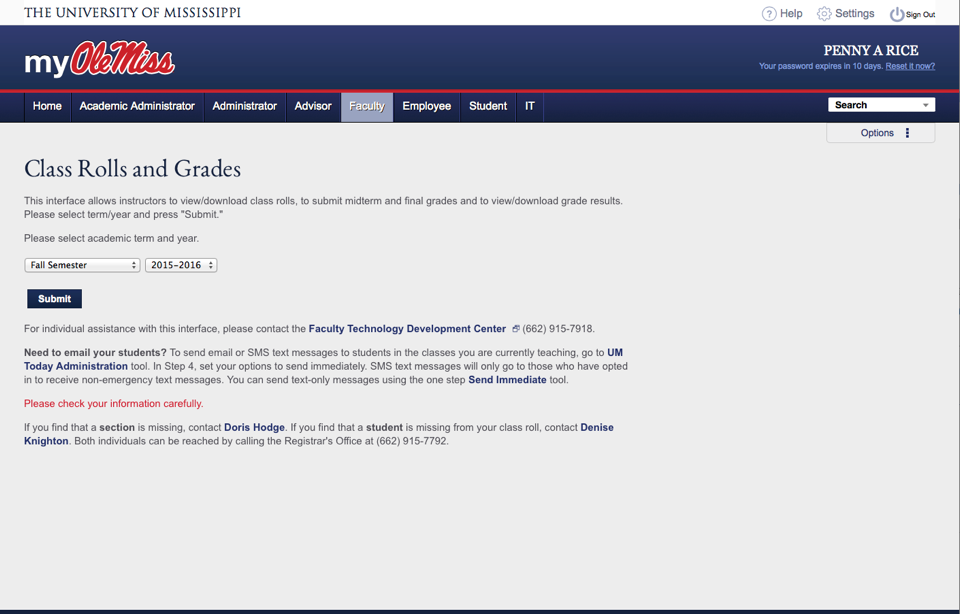 THE UNIVERSITY OF MISSISSIPPI
Help
Settings
Sign Out
my Ole Miss
PENNY A RICE
Your password expires in 10 days. Reset it now?
Home
Academic Administrator
Administrator
Advisor
Faculty
Employee
Student
IT
Search
Options
Class Rolls and Grades
This interface allows instructors to view/download class rolls, to submit midterm and final grades and to view/download grade results.
Please select term/year and press "Submit."
Please select academic term and year.
Fall Semester
2015-2016
Submit
For individual assistance with this interface, please contact the Faculty Technology Development Center (662) 915-7918.
Need to email your students? To send email or SMS text messages to students in the classes you are currently teaching, go to UM
Today Administration tool. In Step 4, set your options to send immediately. SMS text messages will only go to those who have opted
in to receive non-emergency text messages. You can send text-only messages using the one step Send Immediate tool.
Please check your information carefully.
If you find that a section is missing, contact Doris Hodge. If you find that a student is missing from your class roll, contact Denise
Knighton. Both individuals can be reached by calling the Registrar's Office at (662) 915-7792.